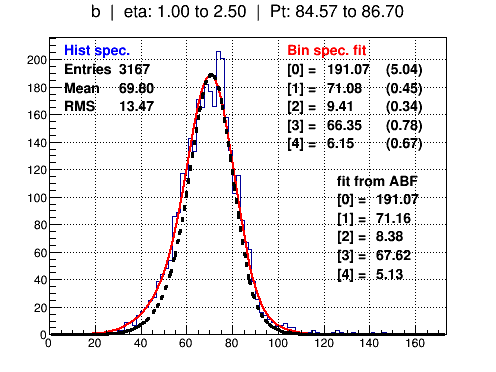 b | eta: 1.00 to 2.50 | Pt: 84.57 to 86.70
Hist spec.
Entries 3167
Mean 69.80
RMS 13.47
Bin spec. fit
[0] = 191.07 (5.04)
[1] = 71.08 (0.45)
[2] = 9.41 (0.34)
[3] = 66.35 (0.78)
[4] = 6.15 (0.67)
fit from ABF
[0] = 191.07
[1] = 71.16
[2] = 8.38
[3] = 67.62
[4] = 5.13
200
180
160
140
120
100
80
60
40
20
0
0 20 40 60 80 100 120 140 160